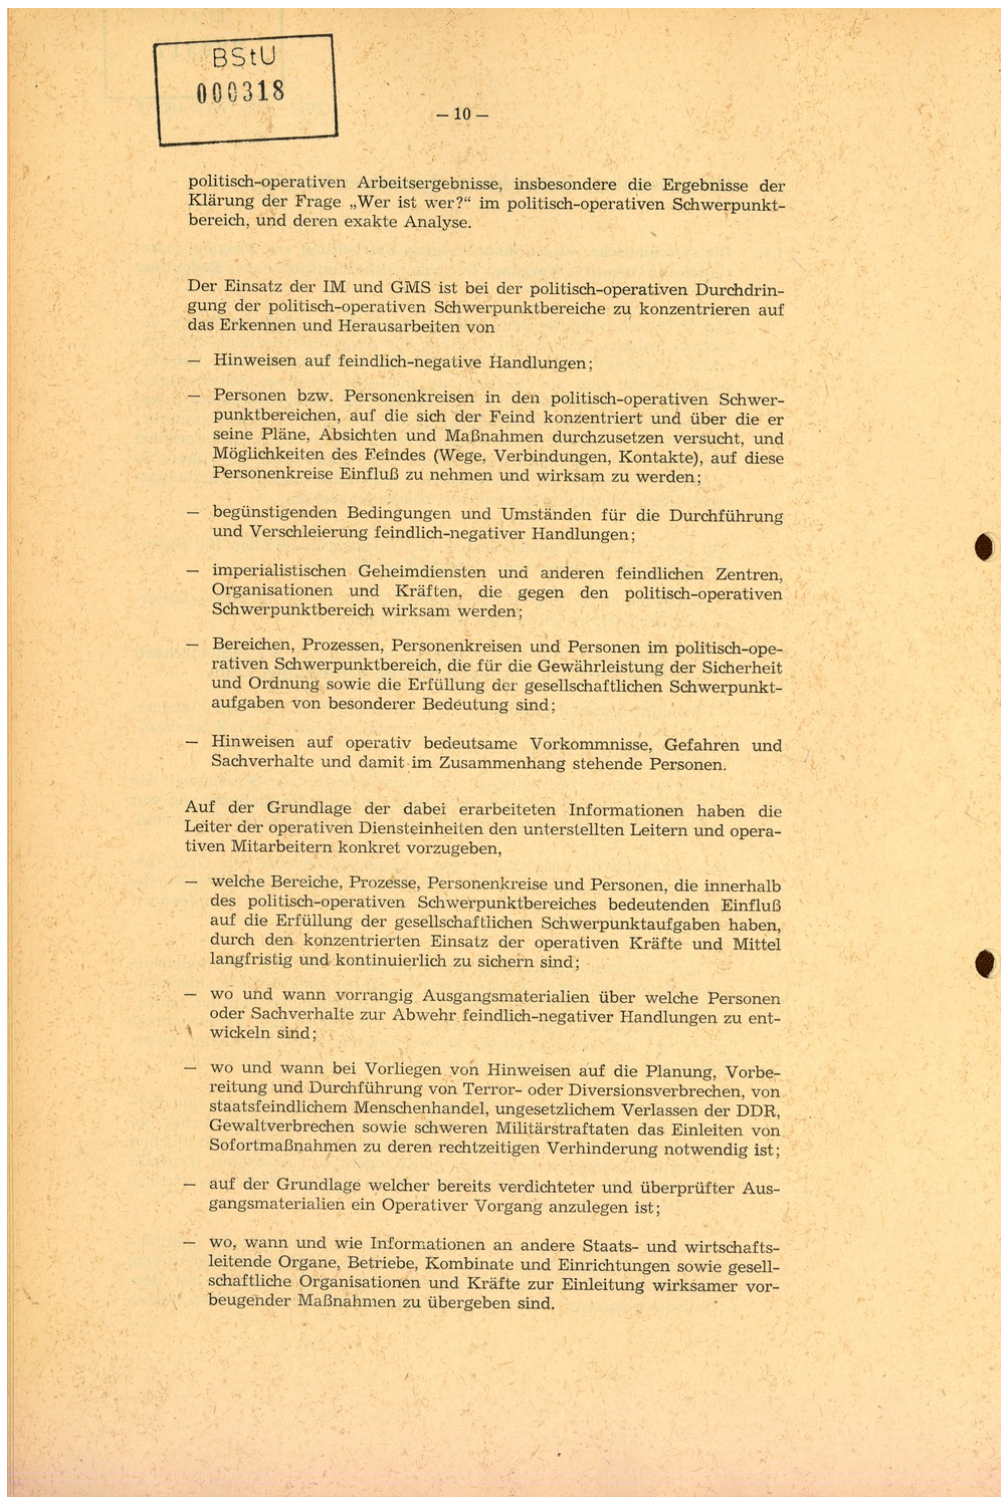 BStU
000318
— 10 —
politisch-operativen Arbeitsergebnisse, insbesondere die Ergebnisse der
Klärung der Frage „Wer ist wer?“ im politisch-operativen Schwerpunkt-
bereich, und deren exakte Analyse.
Der Einsatz der IM und GMS ist bei der politisch-operativen Durchdrin-
gung der politisch-operativen Schwerpunktbereiche zu konzentrieren auf
das Erkennen und Herausarbeiten von
— Hinweisen auf feindlich-negative Handlungen;
— Personen bzw. Personenkreisen in den politisch-operativen Schwer-
punktbereichen, auf die sich der Feind konzentriert und über die er
seine Pläne, Absichten und Maßnahmen durchzusetzen versucht, und
Möglichkeiten des Feindes (Wege, Verbindungen, Kontakte), auf diese
Personenkreise Einfluß zu nehmen und wirksam zu werden;
— begünstigenden Bedingungen und Umständen für die Durchführung
und Verschleierung feindlich-negativer Handlungen;
— imperialistischen Geheimdiensten und anderen feindlichen Zentren,
Organisationen und Kräften, die gegen den politisch-operativen
Schwerpunktbereich wirksam werden;
— Bereichen, Prozessen, Personenkreisen und Personen im politisch-ope-
rativen Schwerpunktbereich, die für die Gewährleistung der Sicherheit
und Ordnung sowie die Erfüllung der gesellschaftlichen Schwerpunkt-
aufgaben von besonderer Bedeutung sind;
— Hinweisen auf operativ bedeutsame Vorkommnisse, Gefahren und
Sachverhalte und damit im Zusammenhang stehende Personen.
Auf der Grundlage der dabei erarbeiteten Informationen haben die
Leiter der operativen Diensteinheiten den unterstellten Leitern und opera-
tiven Mitarbeitern konkret vorzugeben,
— welche Bereiche, Prozesse, Personenkreise und Personen, die innerhalb
des politisch-operativen Schwerpunktbereiches bedeutenden Einfluß
auf die Erfüllung der gesellschaftlichen Schwerpunktaufgaben haben,
durch den konzentrierten Einsatz der operativen Kräfte und Mittel
langfristig und kontinuierlich zu sichern sind;
— wo und wann vorrangig Ausgangsmaterialien über welche Personen
oder Sachverhalte zur Abwehr feindlich-negativer Handlungen zu ent-
wickeln sind;
— wo und wann bei Vorliegen von Hinweisen auf die Planung, Vorbe-
reitung und Durchführung von Terror- oder Diversionsverbrechen, von
staatsfeindlichem Menschenhandel, ungesetzlichem Verlassen der DDR,
Gewaltverbrechen sowie schweren Militärstraftaten das Einleiten von
Sofortmaßnahmen zu deren rechtzeitigen Verhinderung notwendig ist;
— auf der Grundlage welcher bereits verdichteter und überprüfter Aus-
gangsmaterialien ein Operativer Vorgang anzulegen ist;
— wo, wann und wie Informationen an andere Staats- und wirtschafts-
leitende Organe, Betriebe, Kombinate und Einrichtungen sowie gesell-
schaftliche Organisationen und Kräfte zur Einleitung wirksamer vor-
beugender Maßnahmen zu übergeben sind.